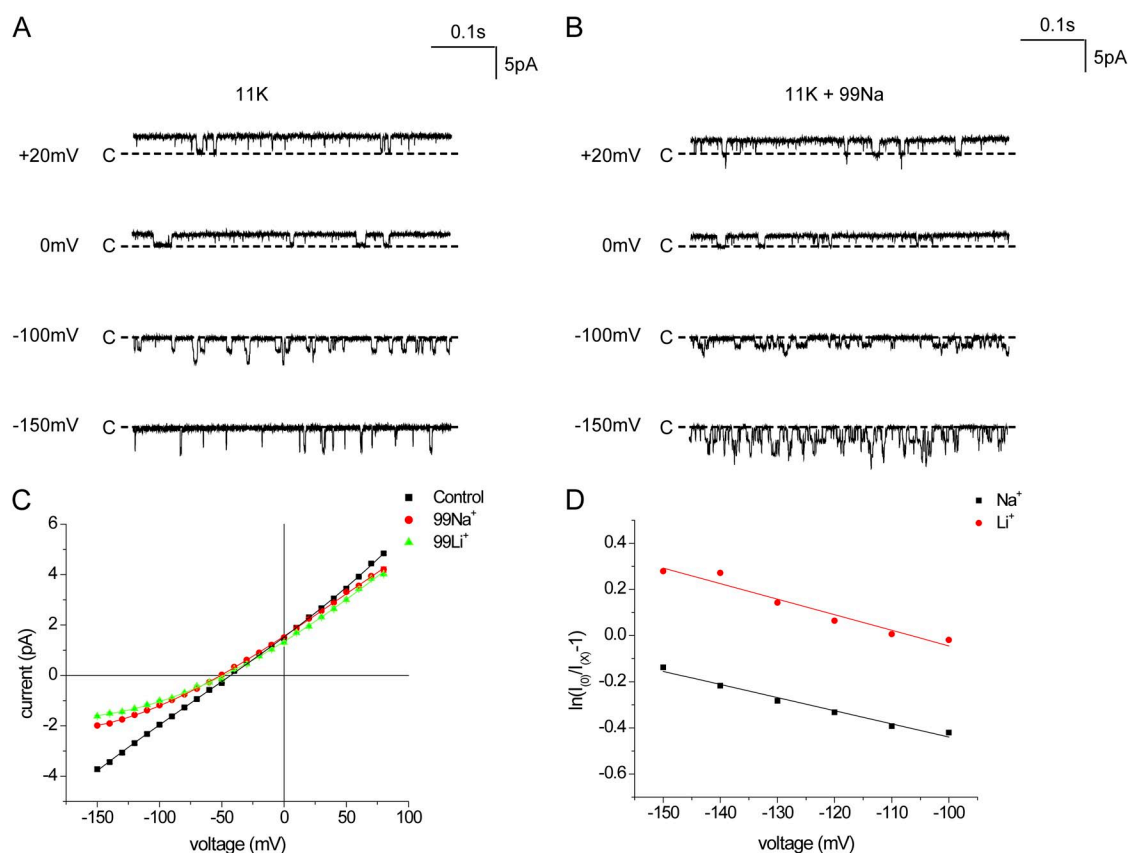 A
0.1s
5pA
11K
+20mV C
0mV C
-100mV C
-150mV C
B
0.1s
5pA
11K + 99Na
+20mV C
0mV C
-100mV C
-150mV C
C
Control
99Na⁺
99Li⁺
6
4
2
0
-2
-4
current (pA)
-150 -100 -50 0 50 100
voltage (mV)
D
Na⁺
Li⁺
0.4
0.2
0.0
-0.2
-0.4
-0.6
ln(I(0)/I(X)-1)
-150 -140 -130 -120 -110 -100
voltage (mV)